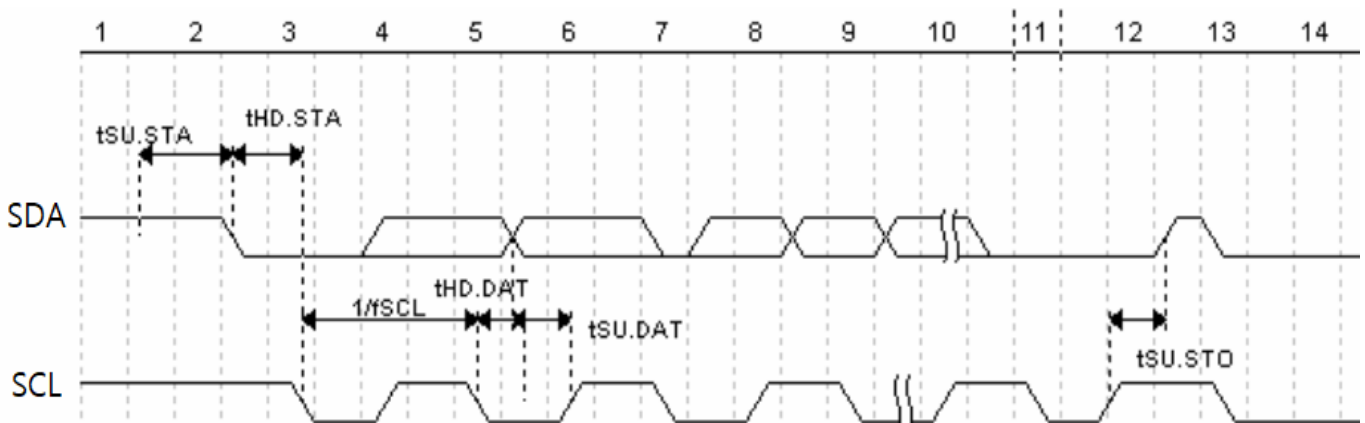 1 2 3 4 5 6 7 8 9 10 11 12 13 14
tSU.STA tHD.STA
SDA
1/fSCL tHD.DAT tSU.DAT
tSU.STO
SCL